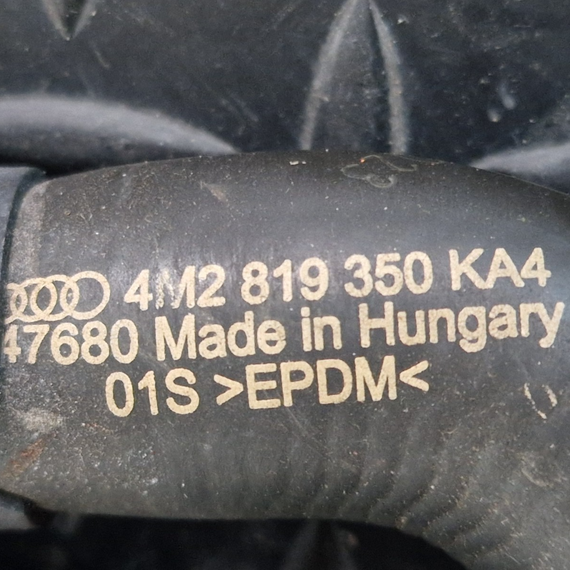 4M2 819 350 KA4
47680 Made in Hungary
01S >EPDM<